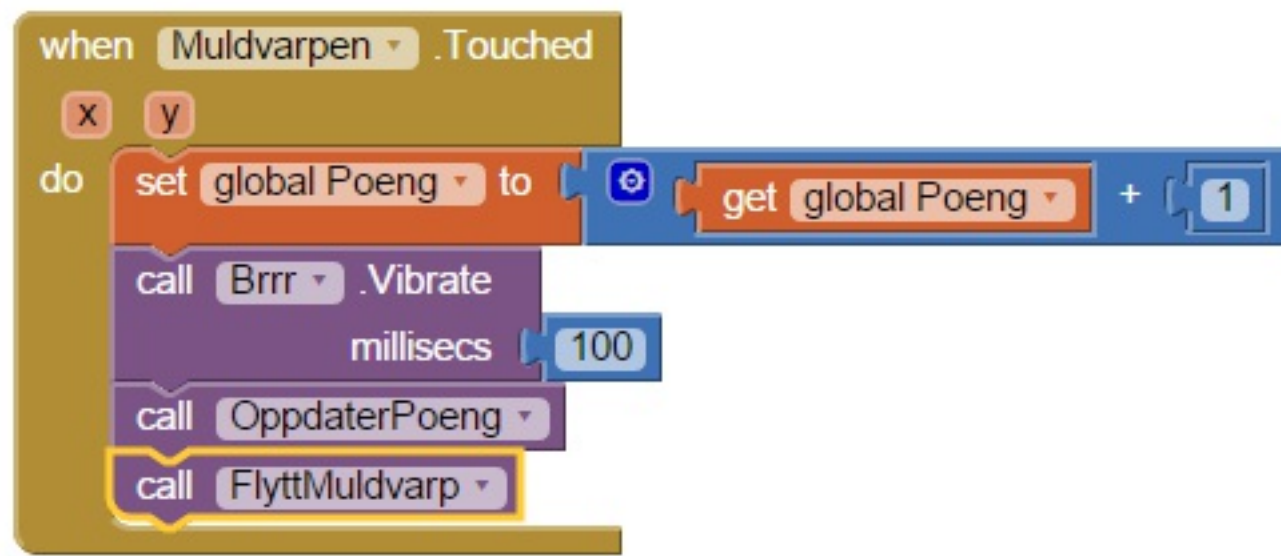 when Muldvarpen .Touched
x y
do set global Poeng to get global Poeng + 1
call Brrr .Vibrate
millisecs 100
call OppdaterPoeng
call FlyttMuldvarp